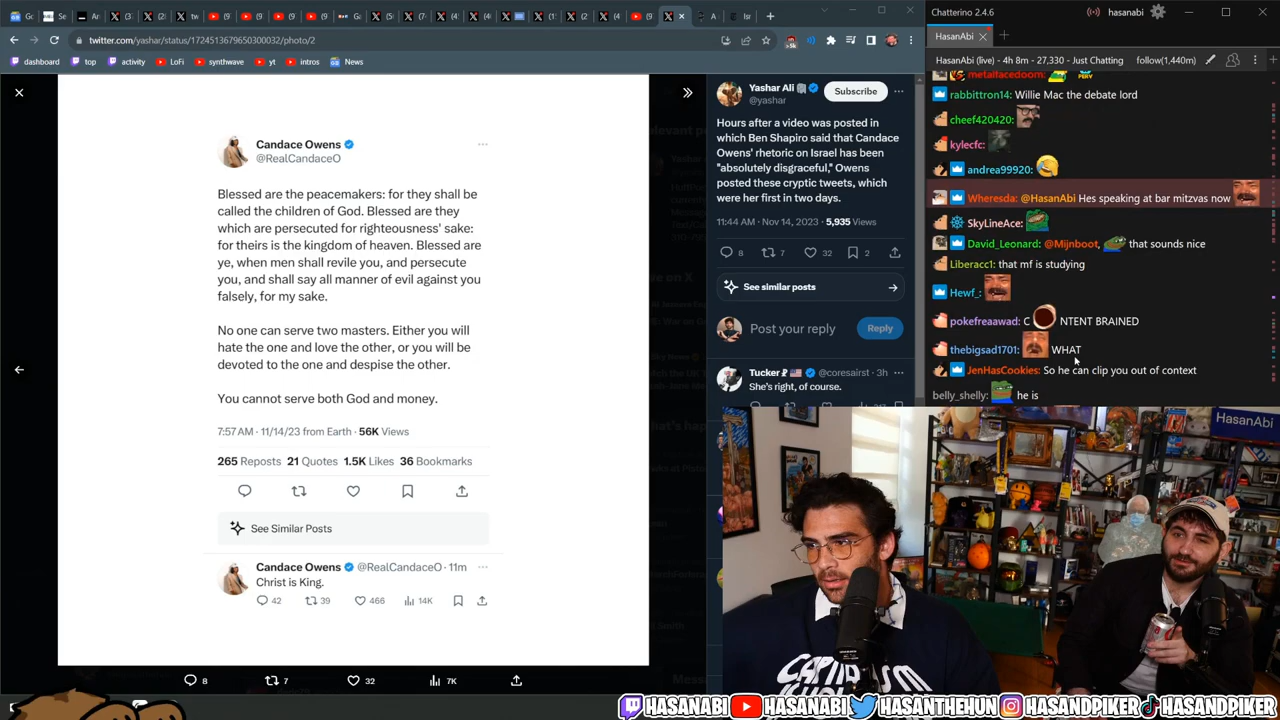 twitter.com/yashar/status/1724513679650300032/photo/2
dashboard
top
activity
LoFi
synthwave
yt
intros
News
Candace Owens
@RealCandaceO
Blessed are the peacemakers: for they shall be
called the children of God. Blessed are they
which are persecuted for righteousness' sake:
for theirs is the kingdom of heaven. Blessed are
ye, when men shall revile you, and persecute
you, and shall say all manner of evil against you
falsely, for my sake.
No one can serve two masters. Either you will
hate the one and love the other, or you will be
devoted to the one and despise the other.
You cannot serve both God and money.
7:57 AM · 11/14/23 from Earth · 56K Views
265 Reposts 21 Quotes 1.5K Likes 36 Bookmarks
See Similar Posts
Candace Owens @RealCandaceO · 11m
Christ is King.
42 39 466 14K
8 7 32 7K
Yashar Ali
@yashar
Subscribe
Hours after a video was posted in
which Ben Shapiro said that Candace
Owens' rhetoric on Israel has been
"absolutely disgraceful," Owens
posted these cryptic tweets, which
were her first in two days.
11:44 AM · Nov 14, 2023 · 5,935 Views
8 7 32 2
See similar posts
Post your reply
Reply
Tucker @coresairst · 3h
She's right, of course.
Chatterino 2.4.6
hasanabi
HasanAbi
HasanAbi (live) - 4h 8m - 27,330 - Just Chatting
follow(1,440m)
metalfacedoom:
rabbittron14: Willie Mac the debate lord
cheef420420:
kylecfc:
andrea99920:
Wheresda: @HasanAbi Hes speaking at bar mitzvas now
SkyLineAce:
David_Leonard: @Mijnboot, that sounds nice
Liberacc1: that mf is studying
Hewf_:
pokefreaawad: C NTENT BRAINED
thebigsad1701: WHAT
JenHasCookies: So he can clip you out of context
belly_shelly: he is
HasanAbi
HASANABI HASANABI HASANTHEHUN HASANDPIKER HASANDPIKER